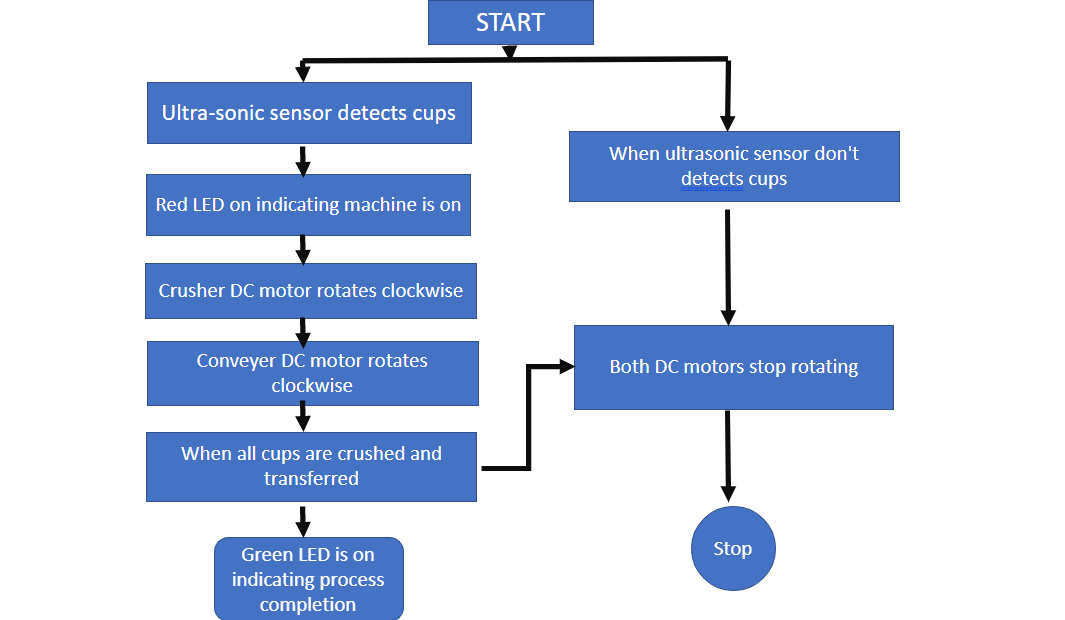 START
Ultra-sonic sensor detects cups
When ultrasonic sensor don't
detects cups
Red LED on indicating machine is on
Crusher DC motor rotates clockwise
Conveyer DC motor rotates
clockwise
Both DC motors stop rotating
When all cups are crushed and
transferred
Green LED is on
indicating process
completion
Stop